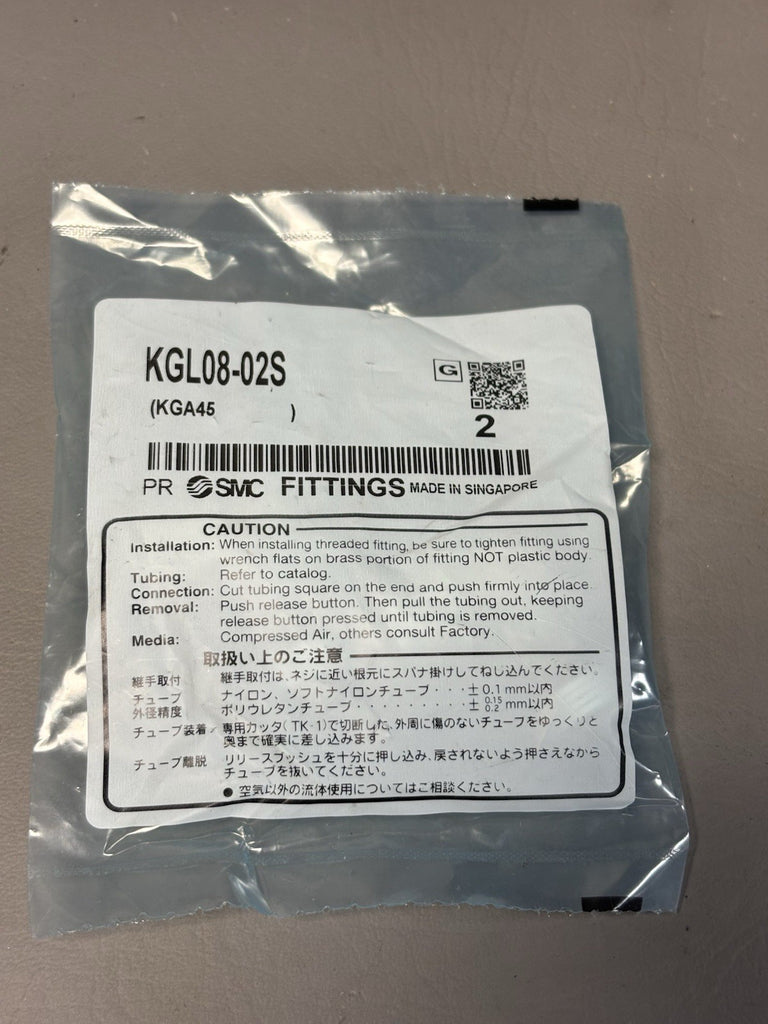 KGL08-02S
G
(KGA45 )
2
PR SMC FITTINGS MADE IN SINGAPORE
CAUTION
Installation: When installing threaded fitting, be sure to tighten fitting using
wrench flats on brass portion of fitting NOT plastic body.
Tubing: Refer to catalog.
Connection: Cut tubing square on the end and push firmly into place.
Removal: Push release button. Then pull the tubing out, keeping
release button pressed until tubing is removed.
Media: Compressed Air, others consult Factory.
取扱い上のご注意
継手取付 継手取付は、ネジに近い根元にスパナ掛けしてねじ込んでください。
チューブ ナイロン、ソフトナイロンチューブ・・・± 0.1 mm以内
外径精度 ポリウレタンチューブ・・・・・・・・± 0.15 0.2 mm以内
チューブ装着 専用カッタ(TK-1)で切断した、外周に傷のないチューブをゆっくりと
奥まで確実に差し込みます。
チューブ離脱 リリースプッシュを十分に押し込み、戻されないよう押さえながら
チューブを抜いてください。
● 空気以外の流体使用についてはご相談ください。